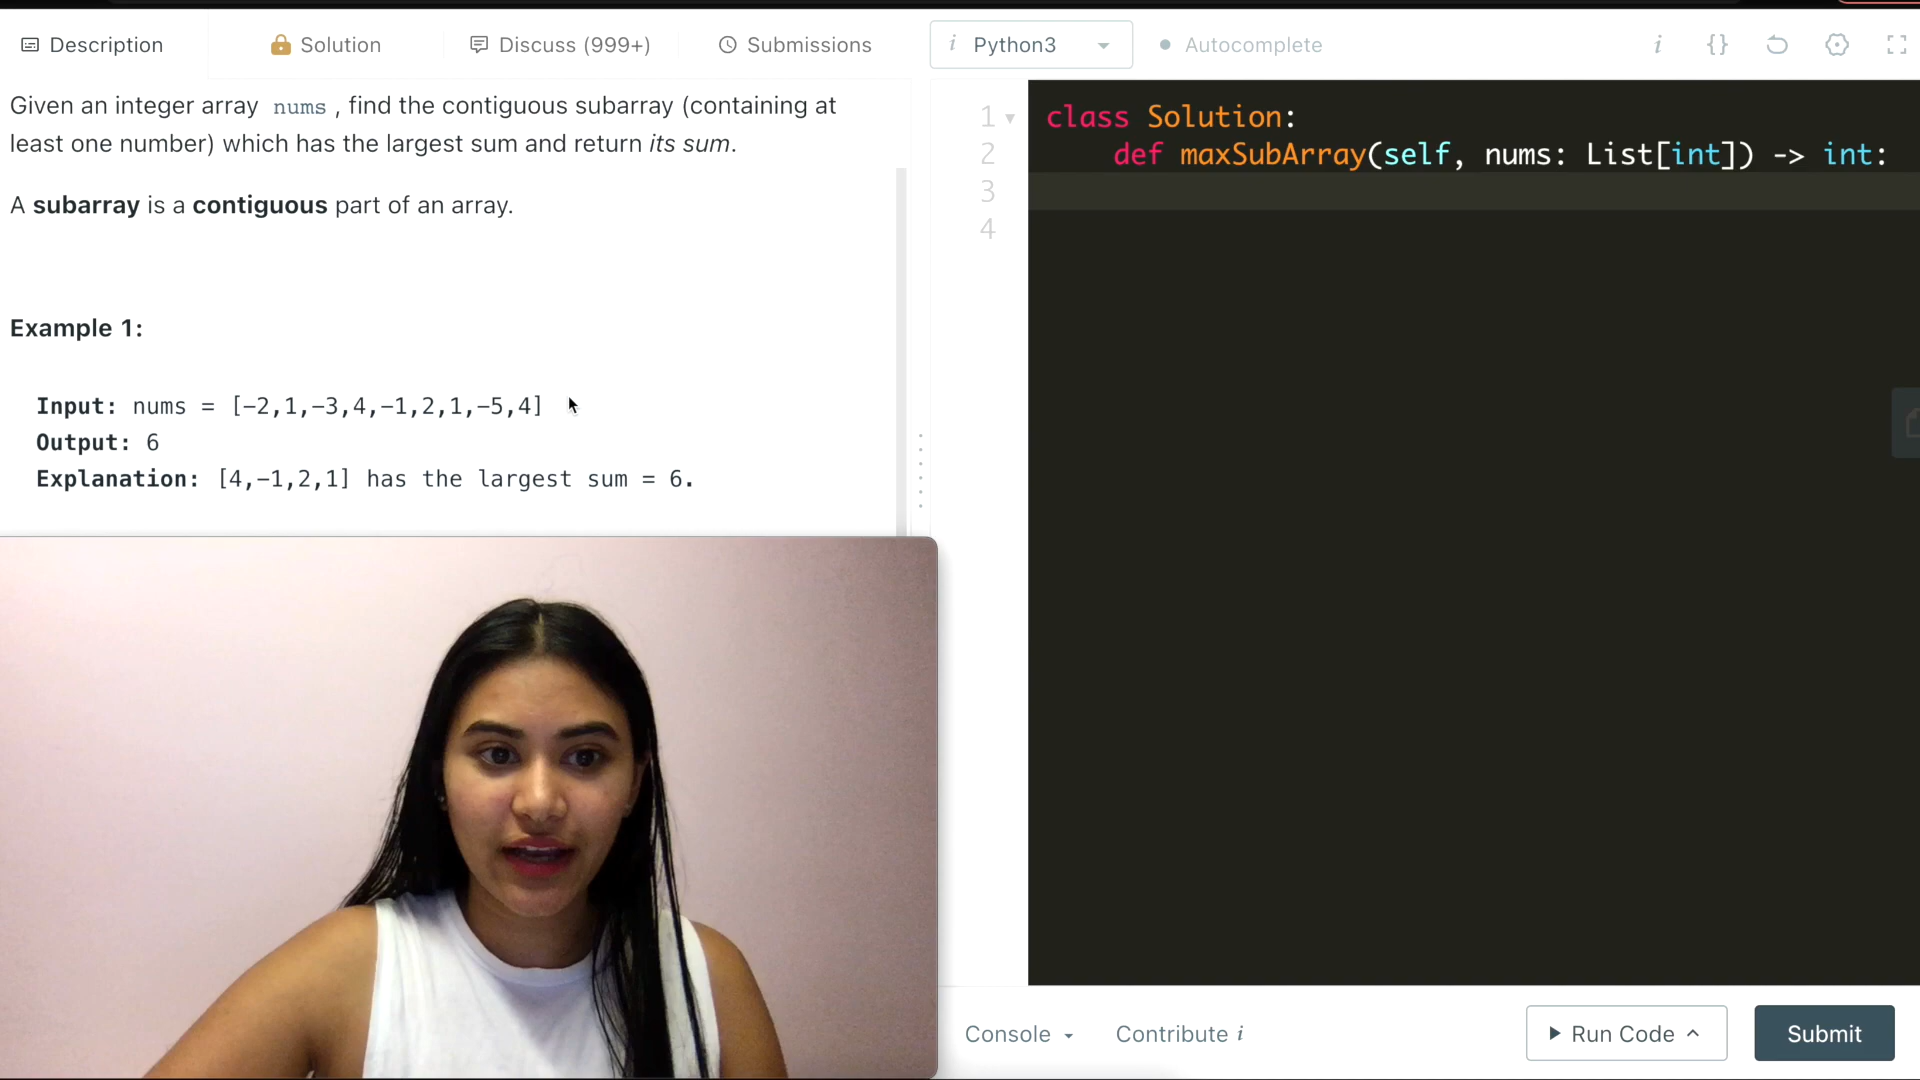 Description Solution Discuss (999+) Submissions i Python3 Autocomplete i {}
Given an integer array nums , find the contiguous subarray (containing at
least one number) which has the largest sum and return its sum.
A subarray is a contiguous part of an array.
Example 1:
Input: nums = [-2,1,-3,4,-1,2,1,-5,4]
Output: 6
Explanation: [4,-1,2,1] has the largest sum = 6.
1 class Solution:
2 def maxSubArray(self, nums: List[int]) -> int:
3
4
Console Contribute i Run Code Submit